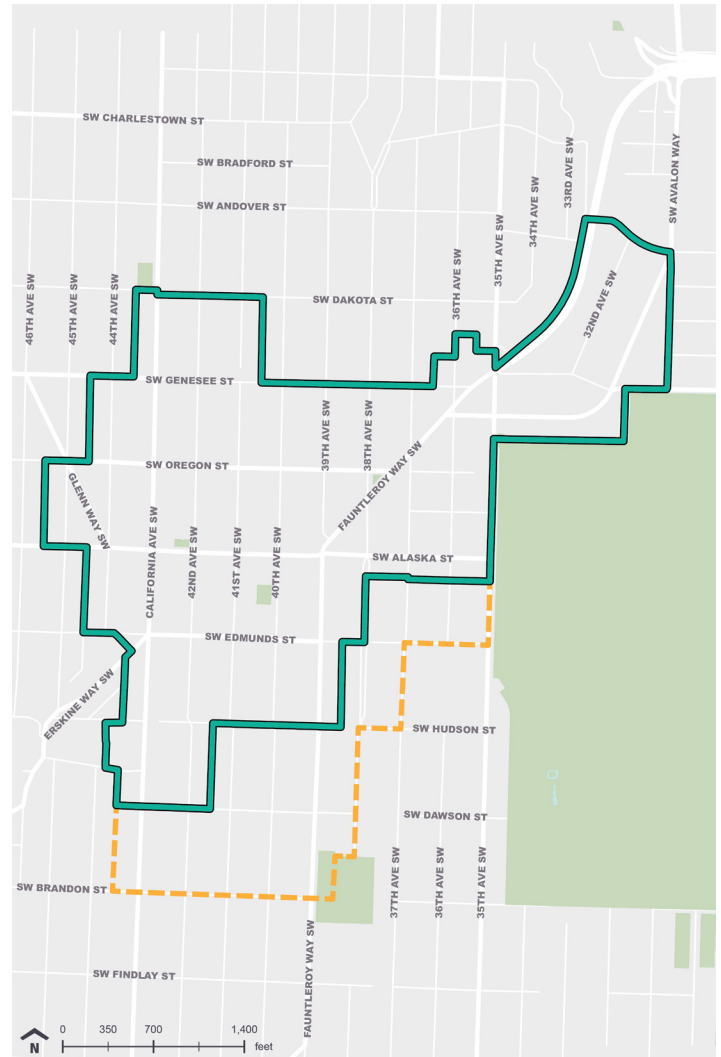 SW CHARLESTOWN ST
SW BRADFORD ST
SW ANDOVER ST
SW AVALON WAY
33RD AVE SW
34TH AVE SW
35TH AVE SW
36TH AVE SW
32ND AVE SW
46TH AVE SW
45TH AVE SW
44TH AVE SW
SW DAKOTA ST
SW GENESEE ST
39TH AVE SW
38TH AVE SW
FAUNTLEROY WAY SW
SW OREGON ST
GLENN WAY SW
CALIFORNIA AVE SW
42ND AVE SW
41ST AVE SW
40TH AVE SW
SW ALASKA ST
SW EDMUNDS ST
ERSKINE WAY SW
SW HUDSON ST
SW DAWSON ST
37TH AVE SW
36TH AVE SW
35TH AVE SW
SW BRANDON ST
FAUNTLEROY WAY SW
SW FINDLAY ST
N
0 350 700 1,400
feet